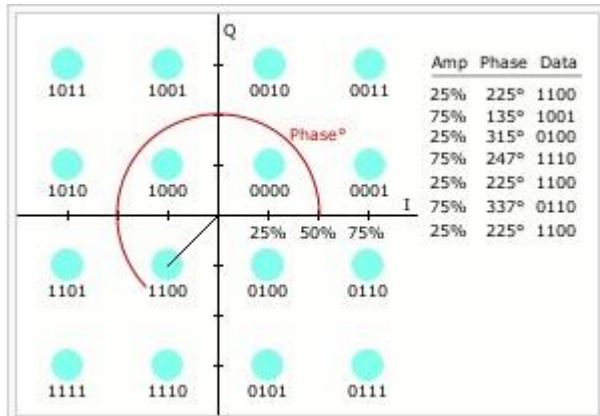 Q
Amp Phase Data
1011 1001 0010 0011
25% 225° 1100
75% 135° 1001
Phase°
25% 315° 0100
75% 247° 1110
1010 1000 0000 0001
25% 225° 1100
I
75% 337° 0110
25% 50% 75%
25% 225° 1100
1101 1100 0100 0110
1111 1110 0101 0111